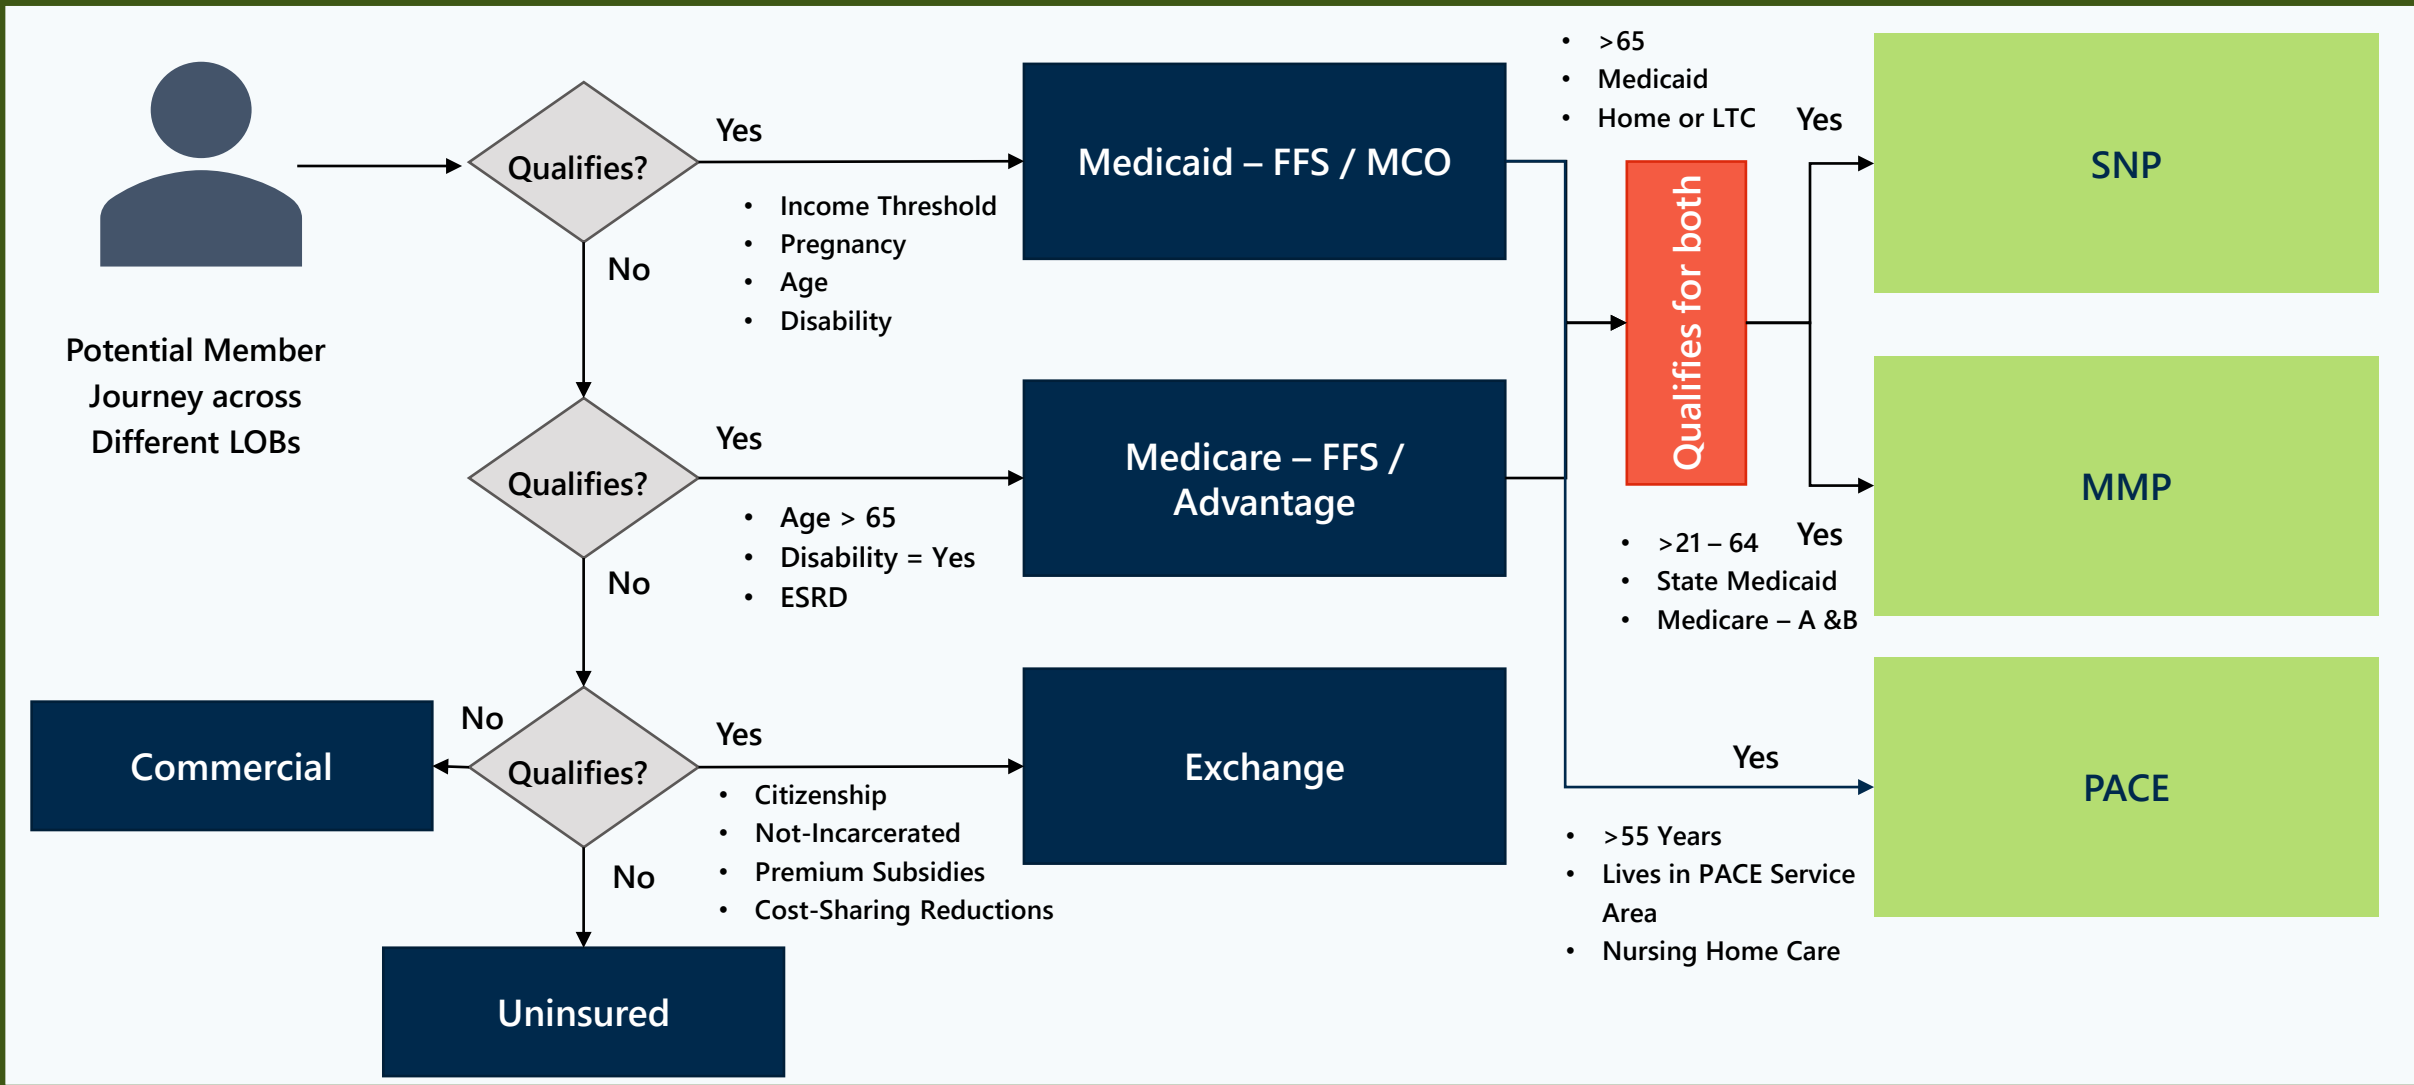 Potential Member
Journey across
Different LOBs
Qualifies?
Yes
• Income Threshold
• Pregnancy
• Age
• Disability
No
Medicaid – FFS / MCO
Qualifies?
Yes
• Age > 65
• Disability = Yes
• ESRD
No
Medicare – FFS /
Advantage
Qualifies?
No
Commercial
Yes
• Citizenship
• Not-Incarcerated
• Premium Subsidies
• Cost-Sharing Reductions
Exchange
No
Uninsured
Qualifies for both
• >65
• Medicaid
• Home or LTC
Yes
SNP
• >21 – 64
• State Medicaid
• Medicare – A &B
Yes
MMP
Yes
• >55 Years
• Lives in PACE Service
Area
• Nursing Home Care
PACE